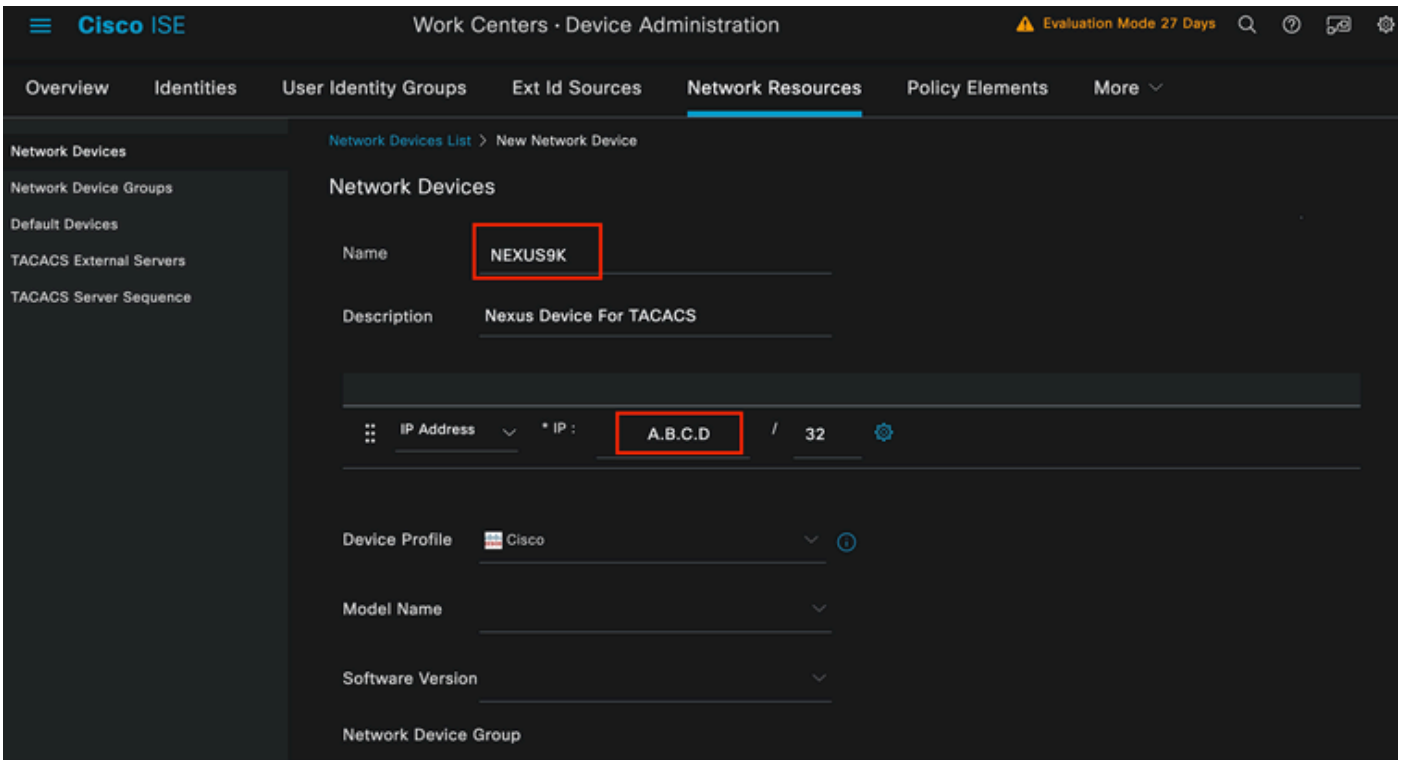 Cisco ISE
Work Centers · Device Administration
Evaluation Mode 27 Days
Overview Identities User Identity Groups Ext Id Sources Network Resources Policy Elements More
Network Devices
Network Device Groups
Default Devices
TACACS External Servers
TACACS Server Sequence
Network Devices List > New Network Device
Network Devices
Name NEXUS9K
Description Nexus Device For TACACS
IP Address * IP : A.B.C.D / 32
Device Profile Cisco
Model Name
Software Version
Network Device Group